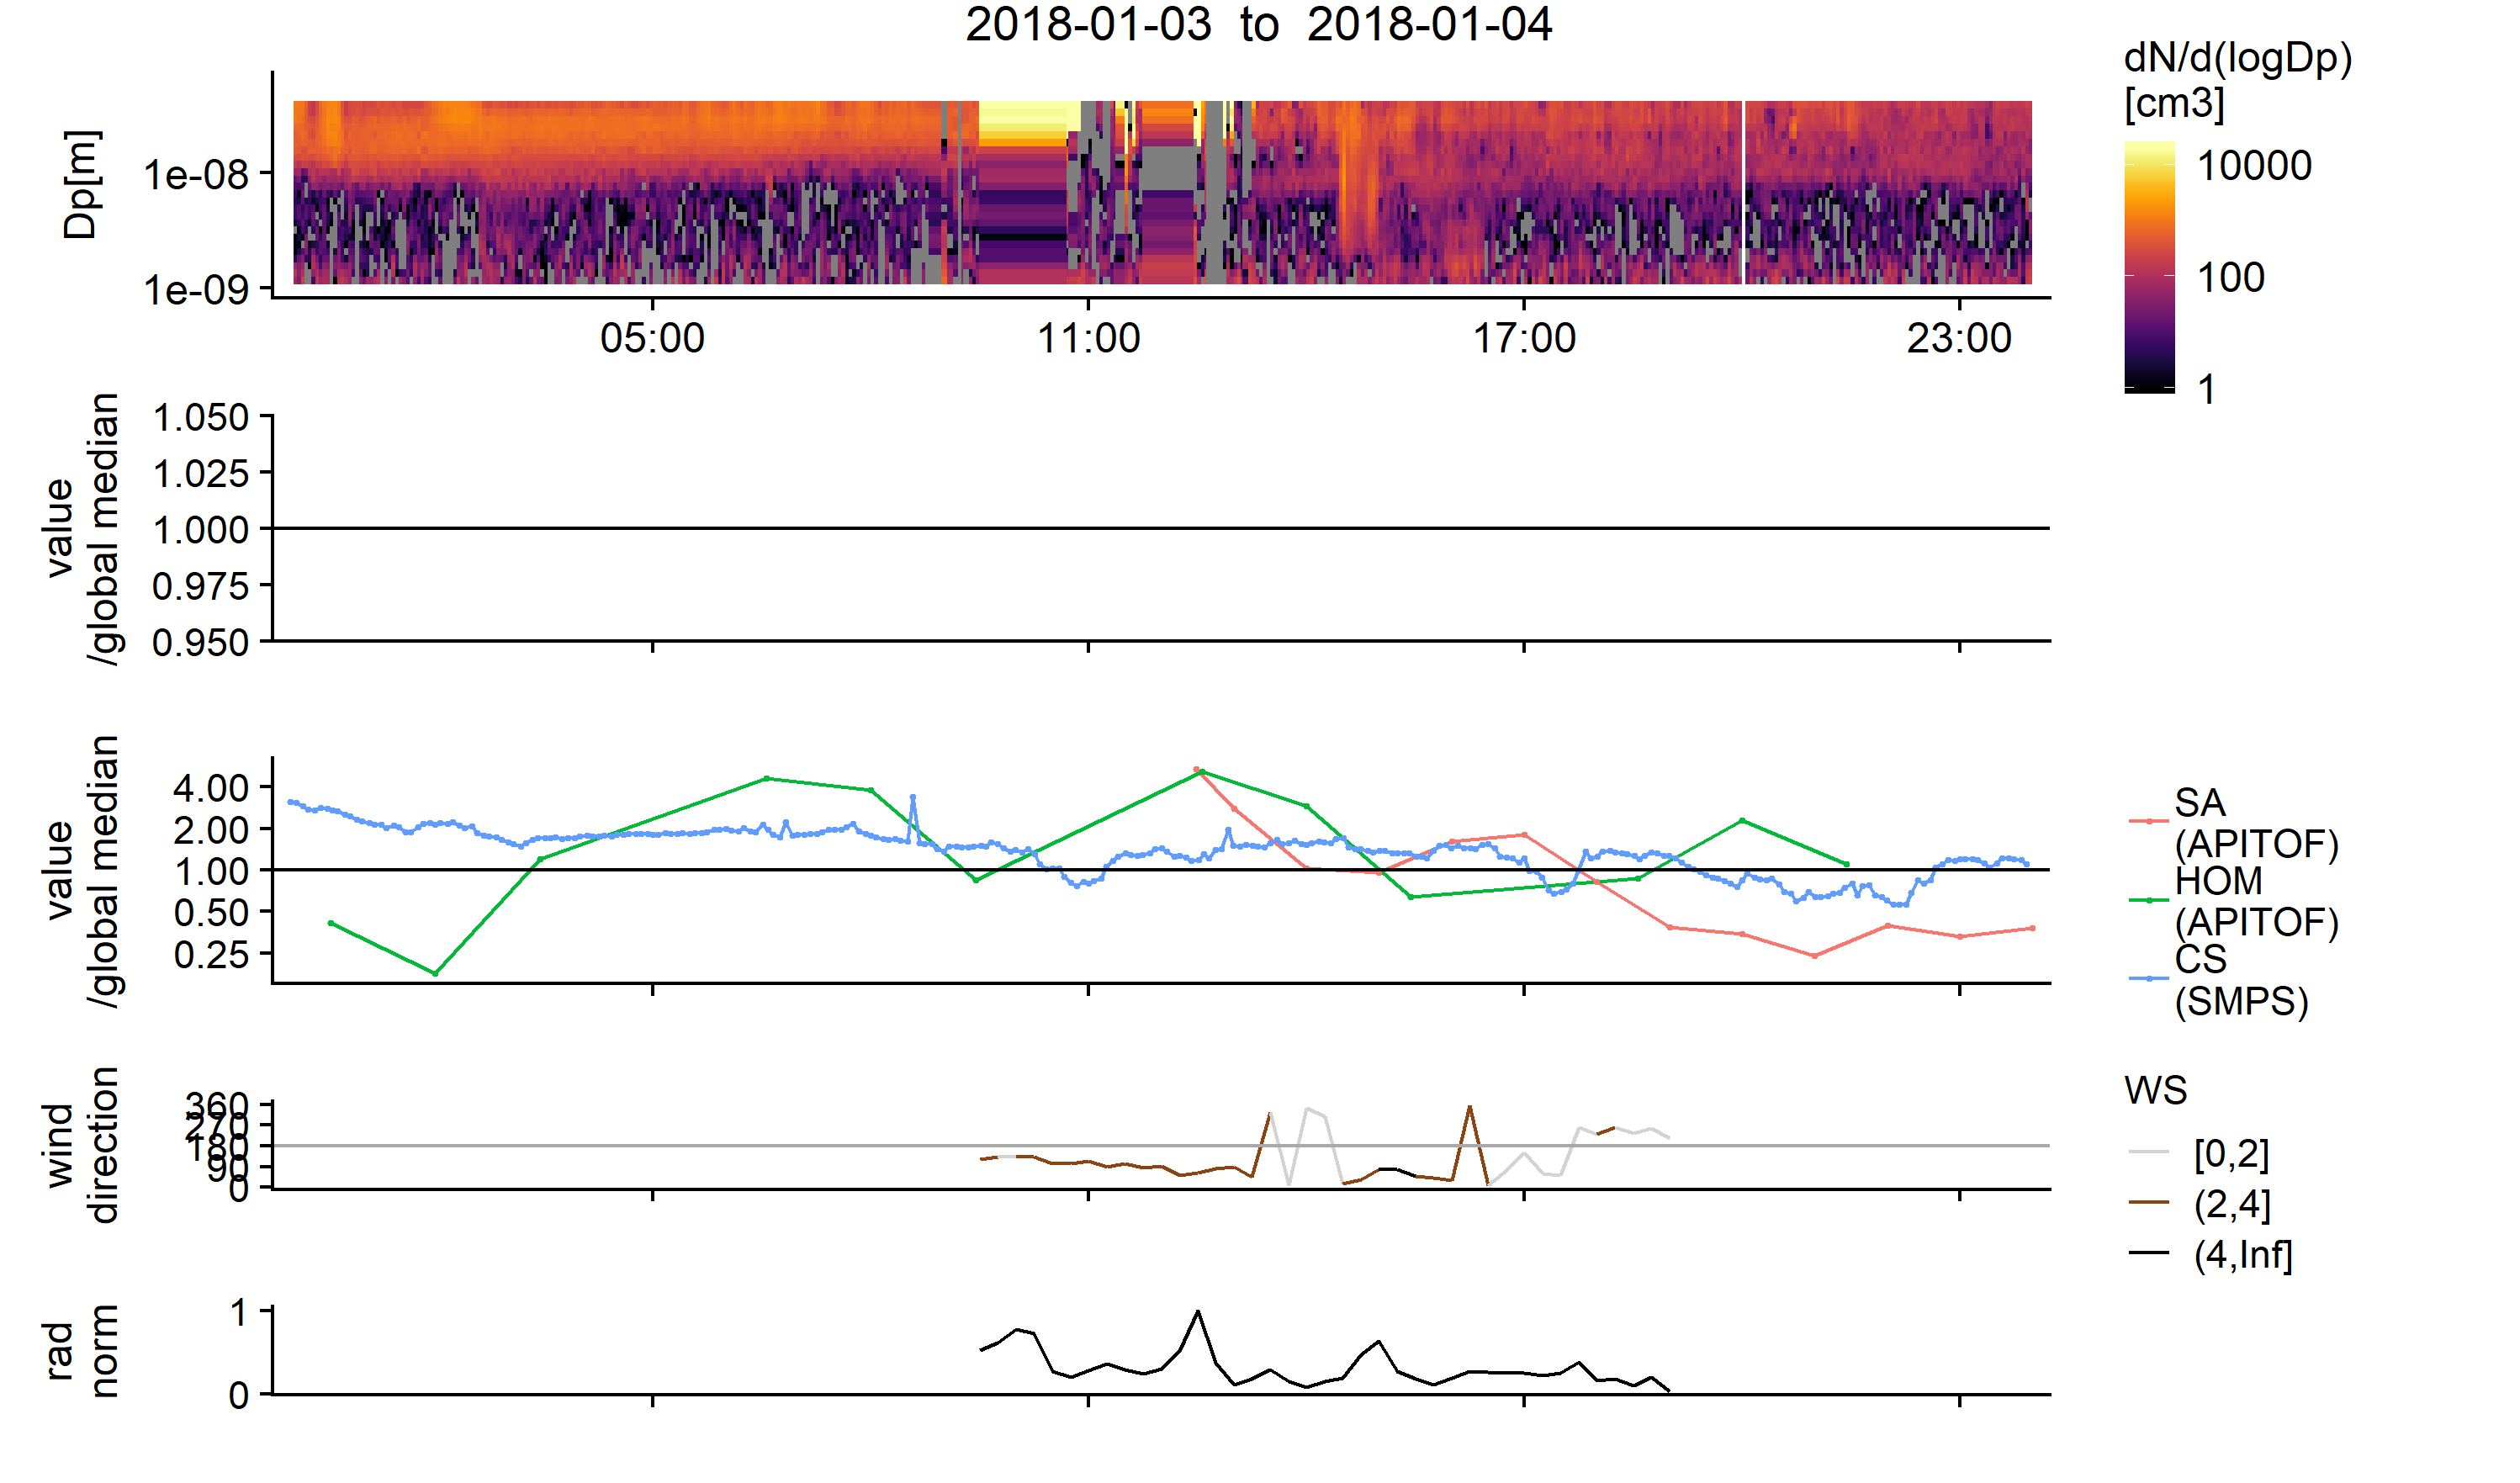 2018-01-03 to 2018-01-04
dN/d(logDp)
[cm3]
10000
100
1
Dp[m]
1e-08
1e-09
05:00
11:00
17:00
23:00
value
/global median
1.050
1.025
1.000
0.975
0.950
value
/global median
4.00
2.00
1.00
0.50
0.25
SA
(APITOF)
HOM
(APITOF)
CS
(SMPS)
wind
direction
360
270
180
90
0
WS
[0,2]
(2,4]
(4,Inf]
rad
norm
1
0